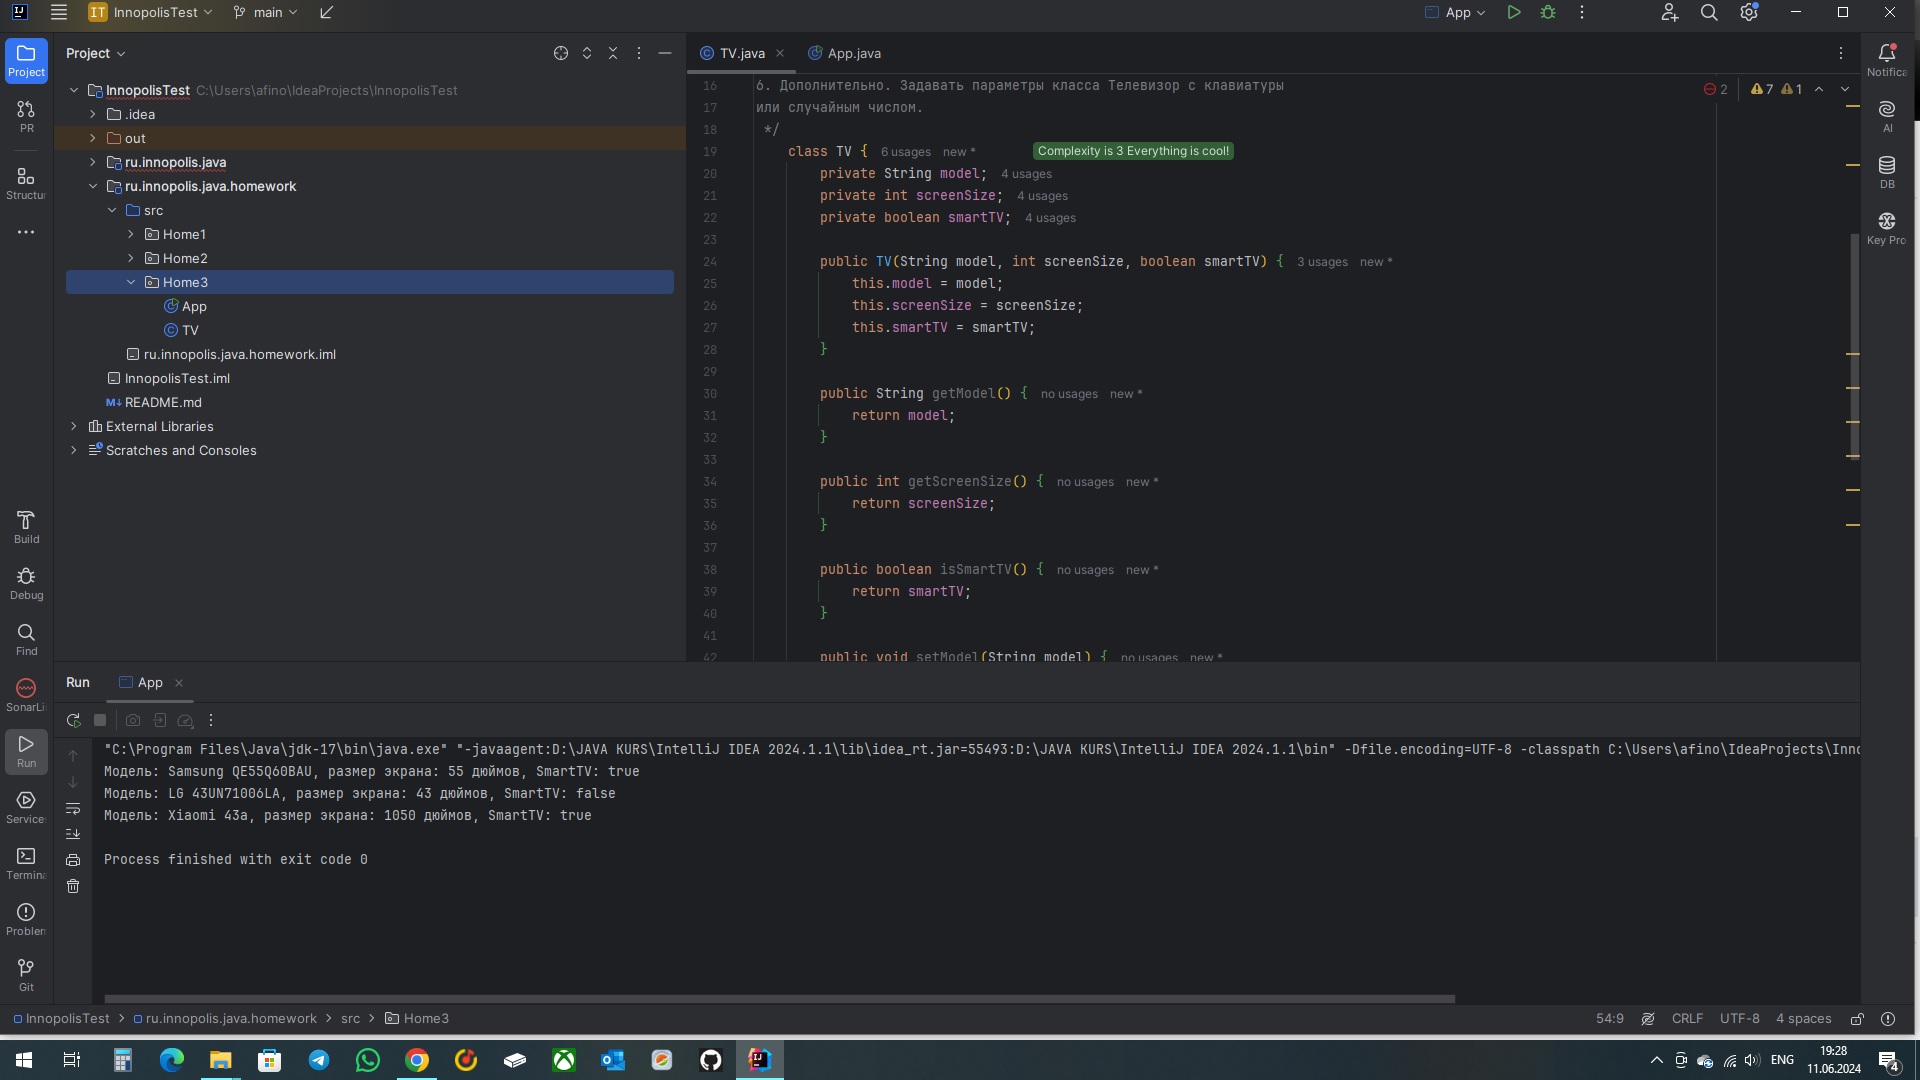 IJ
IT InnopolisTest
main
App
Project
TV.java
App.java
Project
PR
Structur
Build
Debug
Find
SonarLi
Run
Service
Termina
Problem
Git
InnopolisTest C:\Users\afino\IdeaProjects\InnopolisTest
.idea
out
ru.innopolis.java
ru.innopolis.java.homework
src
Home1
Home2
Home3
App
TV
ru.innopolis.java.homework.iml
InnopolisTest.iml
M↓ README.md
External Libraries
Scratches and Consoles
2 7 1
16 6. Дополнительно. Задавать параметры класса Телевизор с клавиатуры
17 или случайным числом.
18 */
19 class TV { 6 usages new * Complexity is 3 Everything is cool!
20 private String model; 4 usages
21 private int screenSize; 4 usages
22 private boolean smartTV; 4 usages
23
24 public TV(String model, int screenSize, boolean smartTV) { 3 usages new *
25 this.model = model;
26 this.screenSize = screenSize;
27 this.smartTV = smartTV;
28 }
29
30 public String getModel() { no usages new *
31 return model;
32 }
33
34 public int getScreenSize() { no usages new *
35 return screenSize;
36 }
37
38 public boolean isSmartTV() { no usages new *
39 return smartTV;
40 }
41
42 public void setModel(String model) { no usages new *
Notifica
AI
DB
Key Pro
Run
App
"C:\Program Files\Java\jdk-17\bin\java.exe" "-javaagent:D:\JAVA KURS\IntelliJ IDEA 2024.1.1\lib\idea_rt.jar=55493:D:\JAVA KURS\IntelliJ IDEA 2024.1.1\bin" -Dfile.encoding=UTF-8 -classpath C:\Users\afino\IdeaProjects\Inno
Модель: Samsung QE55Q60BAU, размер экрана: 55 дюймов, SmartTV: true
Модель: LG 43UN71006LA, размер экрана: 43 дюймов, SmartTV: false
Модель: Xiaomi 43a, размер экрана: 1050 дюймов, SmartTV: true
Process finished with exit code 0
InnopolisTest > ru.innopolis.java.homework > src > Home3
54:9 CRLF UTF-8 4 spaces
ENG
19:28
11.06.2024
4